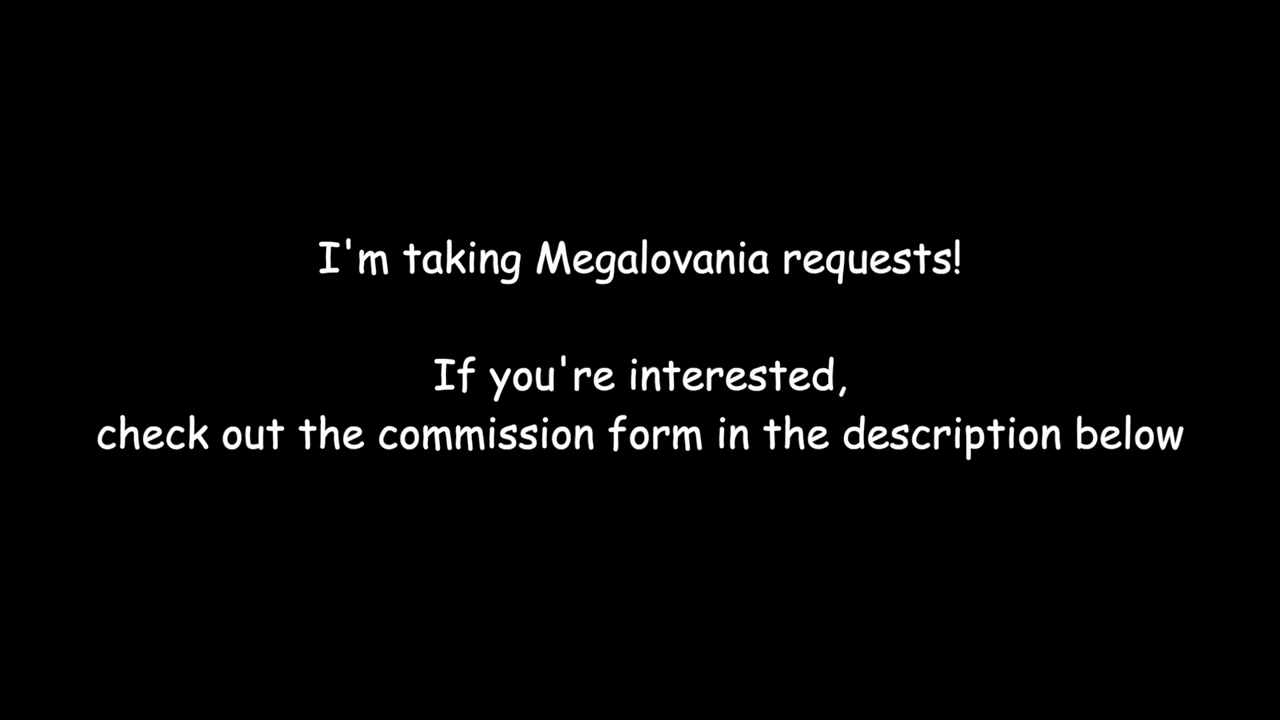 I'm taking Megalovania requests!
If you're interested,
check out the commission form in the description below